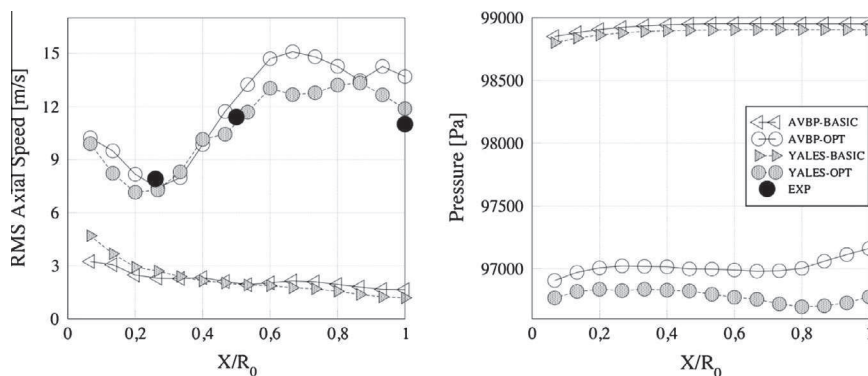 RMS Axial Speed [m/s]
15
12
9
6
3
0
0
0,2
0,4
0,6
0,8
1
X/R0
Pressure [Pa]
99000
98500
98000
97500
97000
0
0,2
0,4
0,6
0,8
1
X/R0
AVBP-BASIC
AVBP-OPT
YALES-BASIC
YALES-OPT
EXP